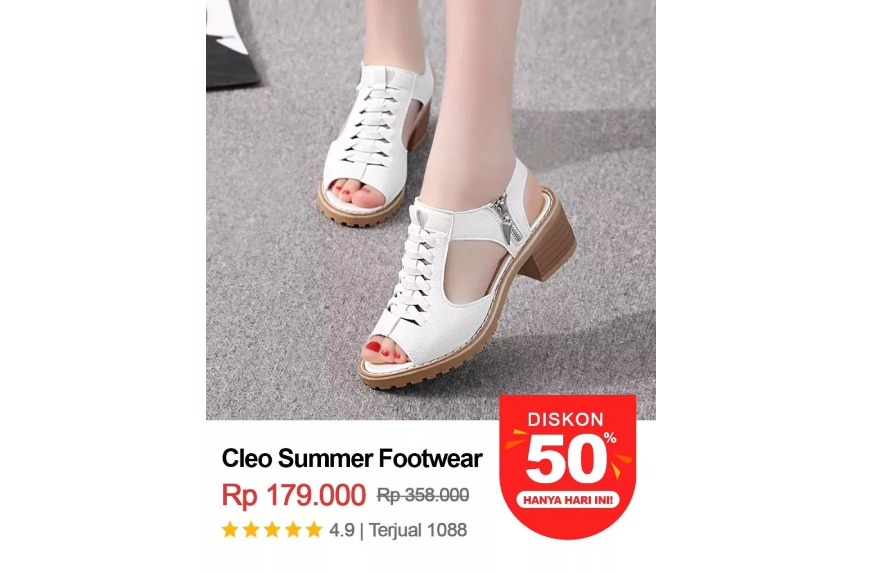 Cleo Summer Footwear
Rp 179.000 Rp 358.000
4.9 | Terjual 1088
DISKON
50%
HANYA HARI INI!